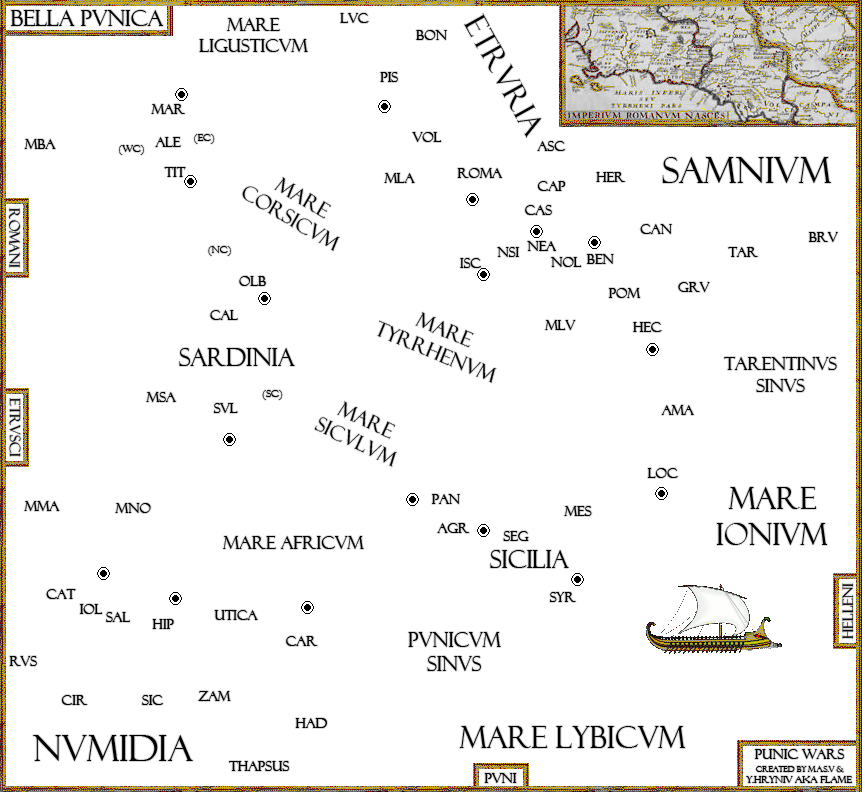 BELLA PVNICA
MARE
LIGUSTICVM
LVC
BON
ETRVRIA
PIS
MARIS INFERI
SEV
TYRRHENI PARS
IMPERIVM ROMANVM NASCES
MAR
MBA
(WC)
ALE
(EC)
VOL
ASC
TIT
MLA
ROMA
CAP
HER
SAMNIVM
MARE
CORSICVM
CAS
ROMANI
(NC)
ISC
NSI
NEA
NOL
BEN
CAN
TAR
BRV
OLB
POM
GRV
CAL
MARE
TYRRHENVM
MLV
HEC
SARDINIA
TARENTINVS
SINVS
ETRVSCI
MSA
SVL
(SC)
MARE
SICVLVM
AMA
LOC
MMA
MNO
PAN
MES
MARE
IONIVM
AGR
SEG
MARE AFRICVM
SICILIA
CAT
IOL
SAL
HIP
UTICA
SYR
HELLENI
CAR
PVNICVM
SINVS
RVS
CIR
SIC
ZAM
HAD
NVMIDIA
MARE LYBICVM
THAPSUS
PVNI
PUNIC WARS
CREATED BY MASV &
Y.HRYNIV AKA FLAME